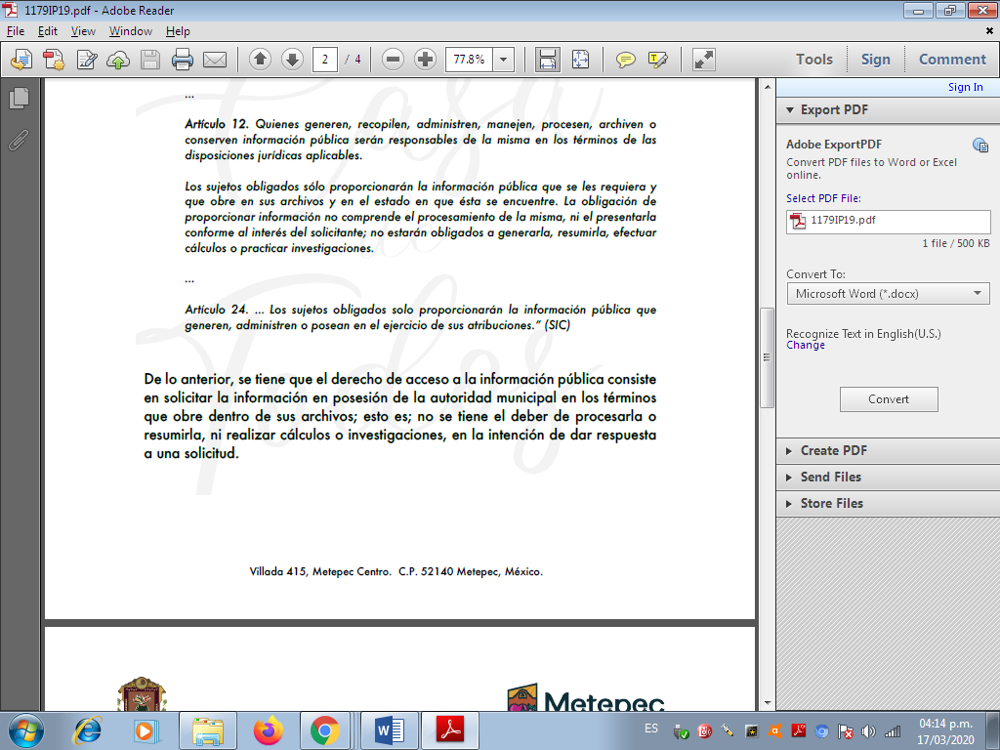 1179IP19.pdf - Adobe Reader
File Edit View Window Help
2 / 4 77.8% Tools Sign Comment
Sign In
Export PDF
Adobe ExportPDF
Convert PDF files to Word or Excel
online.
Select PDF File:
1179IP19.pdf
1 file / 500 KB
Convert To:
Microsoft Word (*.docx)
Recognize Text in English(U.S.)
Change
Convert
Create PDF
Send Files
Store Files
Casa
de
Todos
...
Artículo 12. Quienes generen, recopilen, administren, manejen, procesen, archiven o
conserven información pública serán responsables de la misma en los términos de las
disposiciones jurídicas aplicables.
Los sujetos obligados sólo proporcionarán la información pública que se les requiera y
que obre en sus archivos y en el estado en que ésta se encuentre. La obligación de
proporcionar información no comprende el procesamiento de la misma, ni el presentarla
conforme al interés del solicitante; no estarán obligados a generarla, resumirla, efectuar
cálculos o practicar investigaciones.
...
Artículo 24. ... Los sujetos obligados solo proporcionarán la información pública que
generen, administren o posean en el ejercicio de sus atribuciones.” (SIC)
De lo anterior, se tiene que el derecho de acceso a la información pública consiste
en solicitar la información en posesión de la autoridad municipal en los términos
que obre dentro de sus archivos; esto es; no se tiene el deber de procesarla o
resumirla, ni realizar cálculos o investigaciones, en la intención de dar respuesta
a una solicitud.
Villada 415, Metepec Centro. C.P. 52140 Metepec, México.
Metepec
ES
04:14 p.m.
17/03/2020